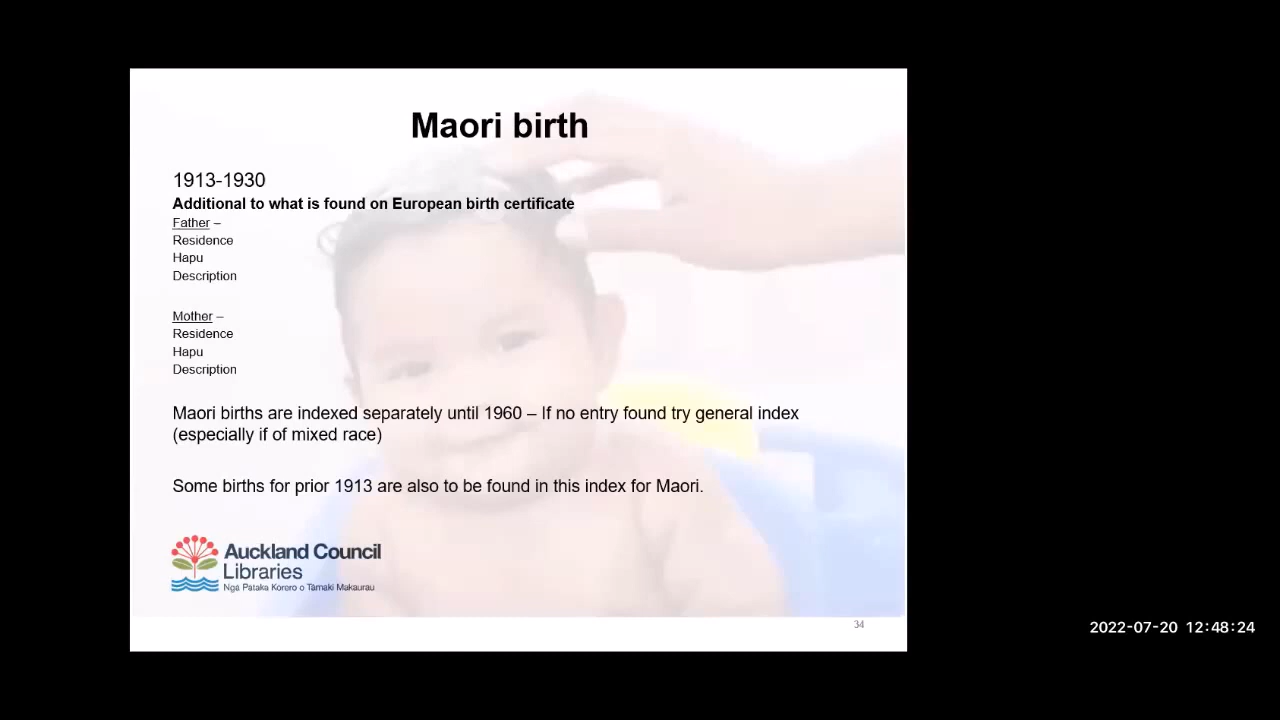 Maori birth
1913-1930
Additional to what is found on European birth certificate
Father –
Residence
Hapu
Description
Mother –
Residence
Hapu
Description
Maori births are indexed separately until 1960 – If no entry found try general index
(especially if of mixed race)
Some births for prior 1913 are also to be found in this index for Maori.
Auckland Council
Libraries
Nga Pataka Korero o Tāmaki Makaurau
34
2022-07-20 12:48:24